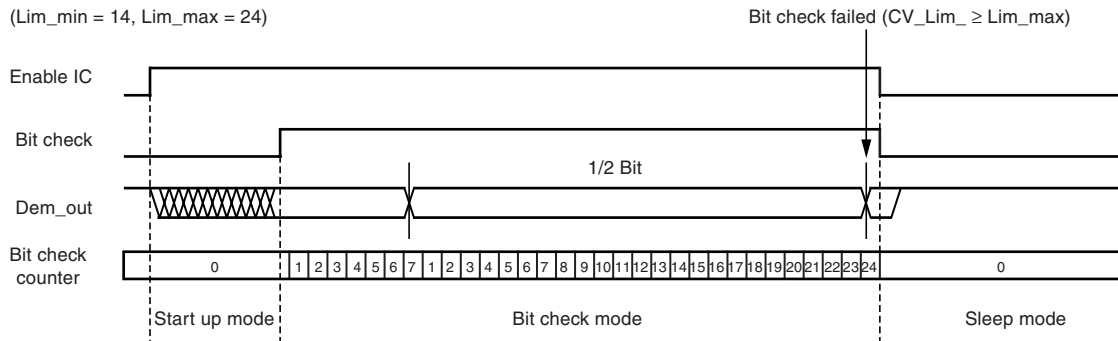 (Lim_min = 14, Lim_max = 24)
Bit check failed (CV_Lim_ ≥ Lim_max)
Enable IC
Bit check
1/2 Bit
Dem_out
Bit check
counter
0 1 2 3 4 5 6 7 1 2 3 4 5 6 7 8 9 10 11 12 13 14 15 16 17 18 19 20 21 22 23 24 0
Start up mode Bit check mode Sleep mode